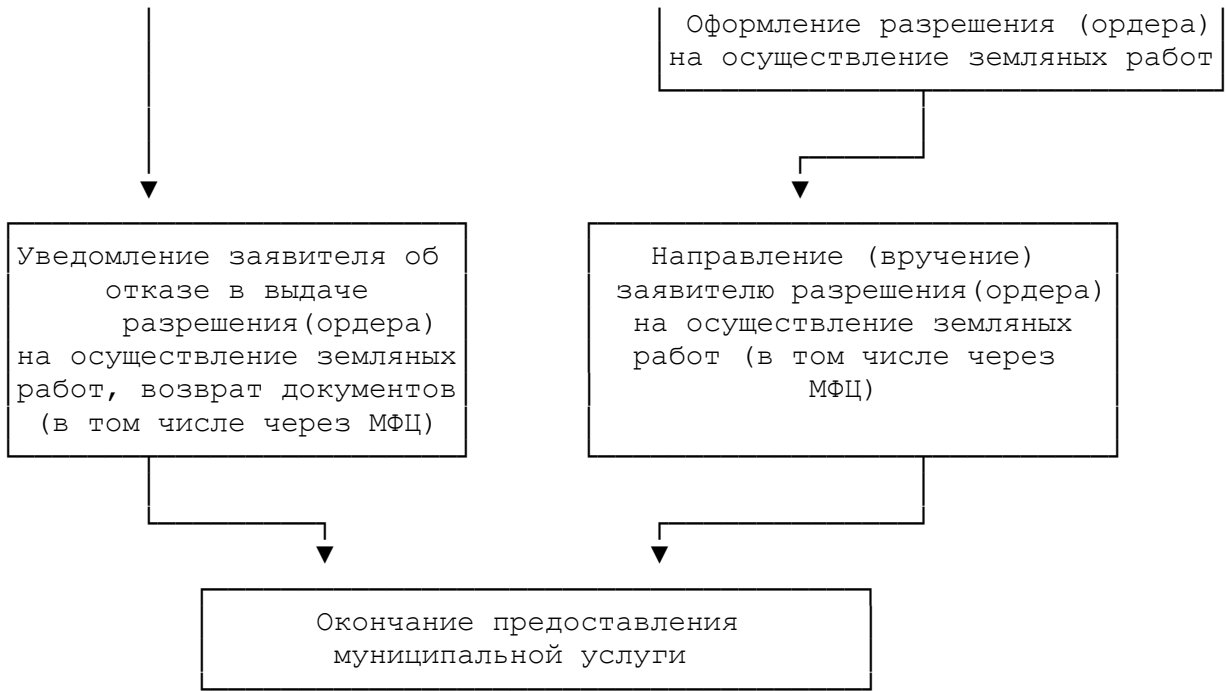 Оформление разрешения (ордера)
на осуществление земляных работ
Уведомление заявителя об
отказе в выдаче
разрешения(ордера)
на осуществление земляных
работ, возврат документов
(в том числе через МФЦ)
Направление (вручение)
заявителю разрешения(ордера)
на осуществление земляных
работ (в том числе через
МФЦ)
Окончание предоставления
муниципальной услуги